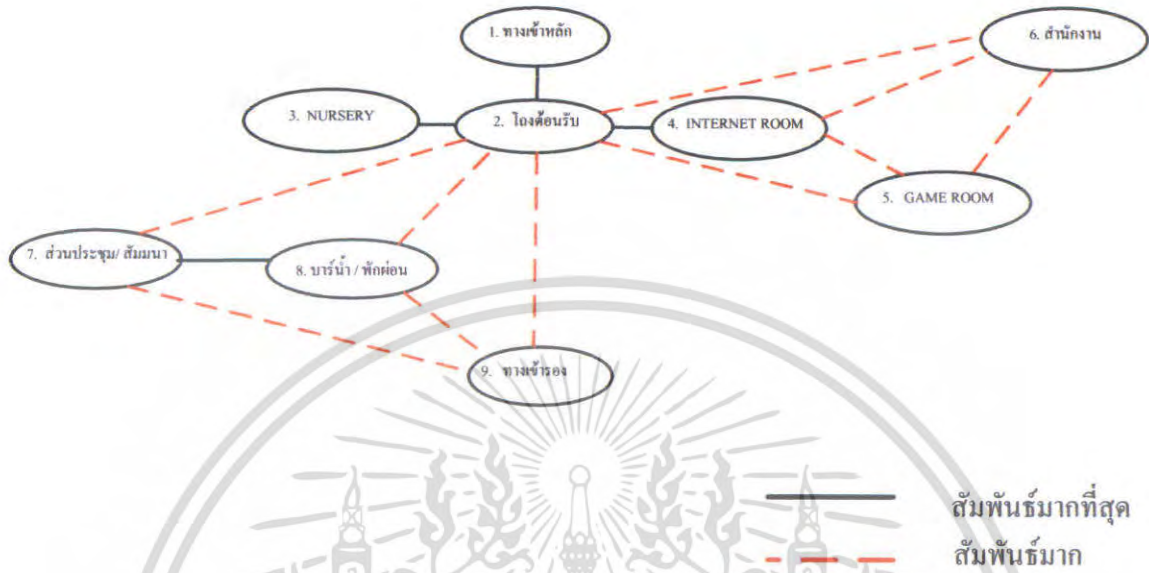 1. ทางเข้าหลัก
6. สำนักงาน
3. NURSERY
2. โถงต้อนรับ
4. INTERNET ROOM
5. GAME ROOM
7. ส่วนประชุม/ สัมมนา
8. บาร์น้ำ / พักผ่อน
9. ทางเข้ารอง
สัมพันธ์มากที่สุด
สัมพันธ์มาก